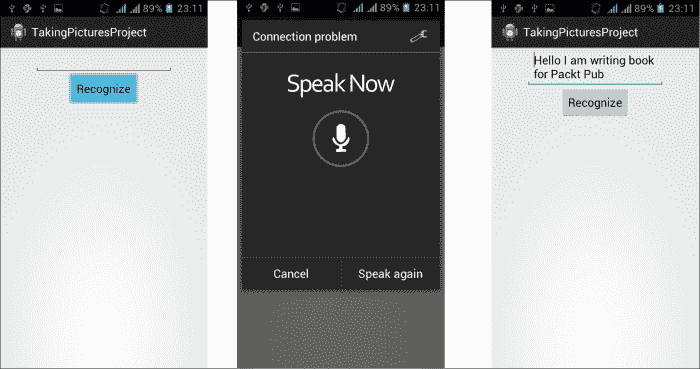 89% 23:11
TakingPicturesProject
Recognize
89% 23:11
Connection problem
Speak Now
Cancel Speak again
89% 23:11
TakingPicturesProject
Hello I am writing book
for Packt Pub
Recognize